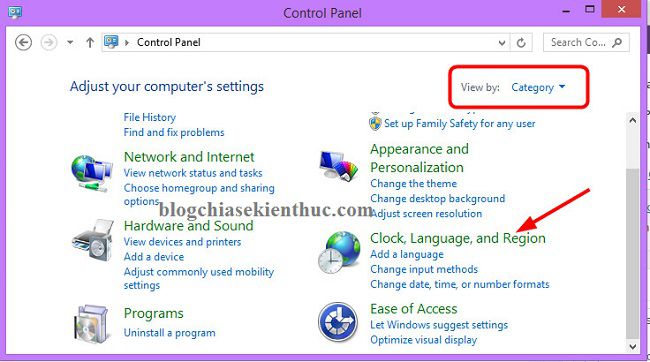 Control Panel
Control Panel
Search Co...
Adjust your computer's settings
View by: Category
File History
Find and fix problems
Network and Internet
View network status and tasks
Choose homegroup and sharing
options
Hardware and Sound
View devices and printers
Add a device
Adjust commonly used mobility
settings
Programs
Uninstall a program
Set up Family Safety for any user
Appearance and
Personalization
Change the theme
Change desktop background
Adjust screen resolution
Clock, Language, and Region
Add a language
Change input methods
Change date, time, or number formats
Ease of Access
Let Windows suggest settings
Optimize visual display
blogchiasekienthuc.com